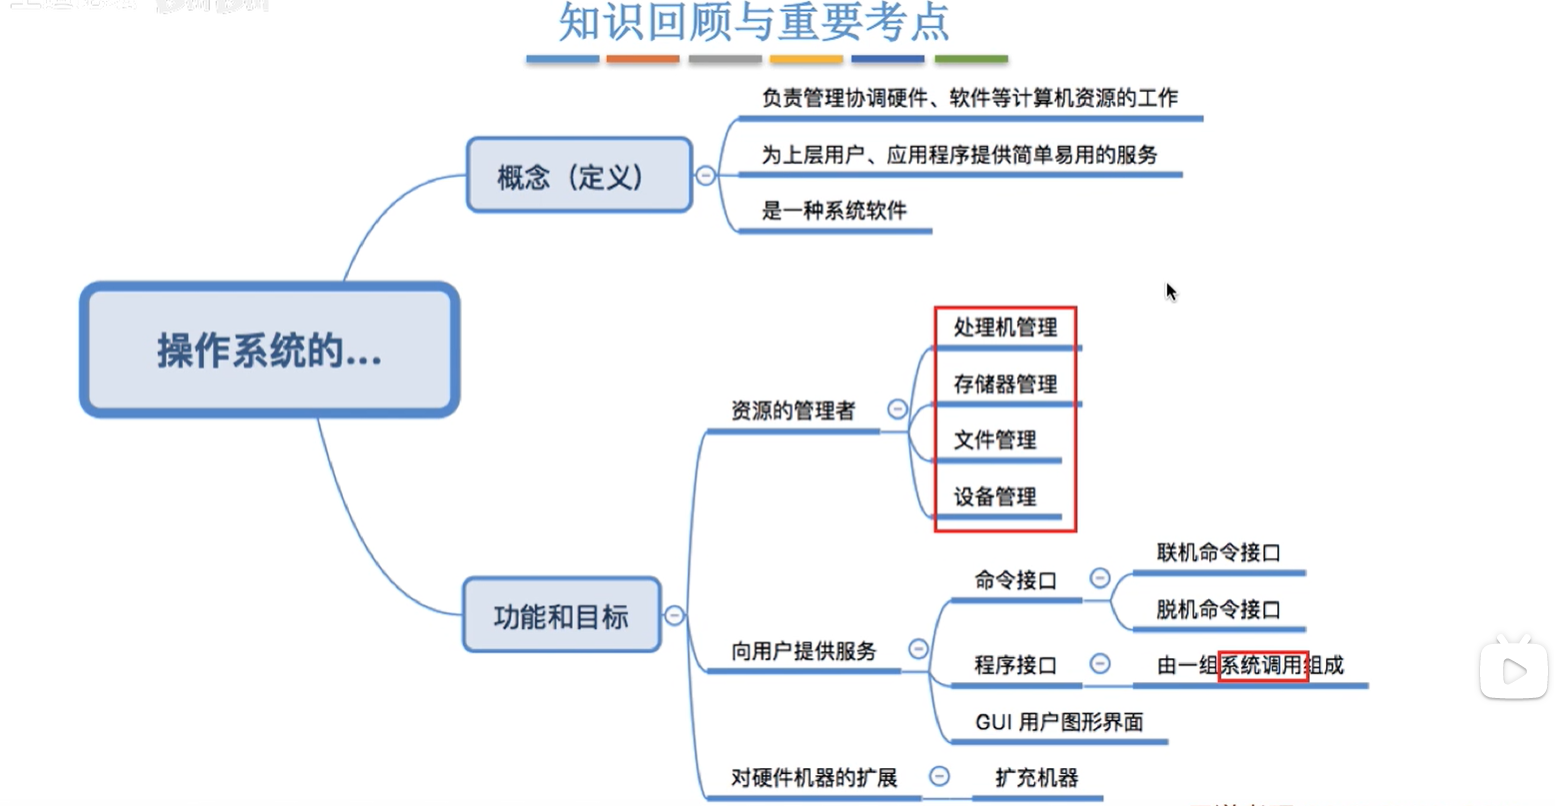 知识回顾与重要考点
负责管理协调硬件、软件等计算机资源的工作
概念（定义）
为上层用户、应用程序提供简单易用的服务
是一种系统软件
操作系统的...
处理机管理
存储器管理
资源的管理者
文件管理
设备管理
功能和目标
联机命令接口
命令接口
脱机命令接口
向用户提供服务
程序接口
由一组系统调用组成
GUI 用户图形界面
对硬件机器的扩展
扩充机器